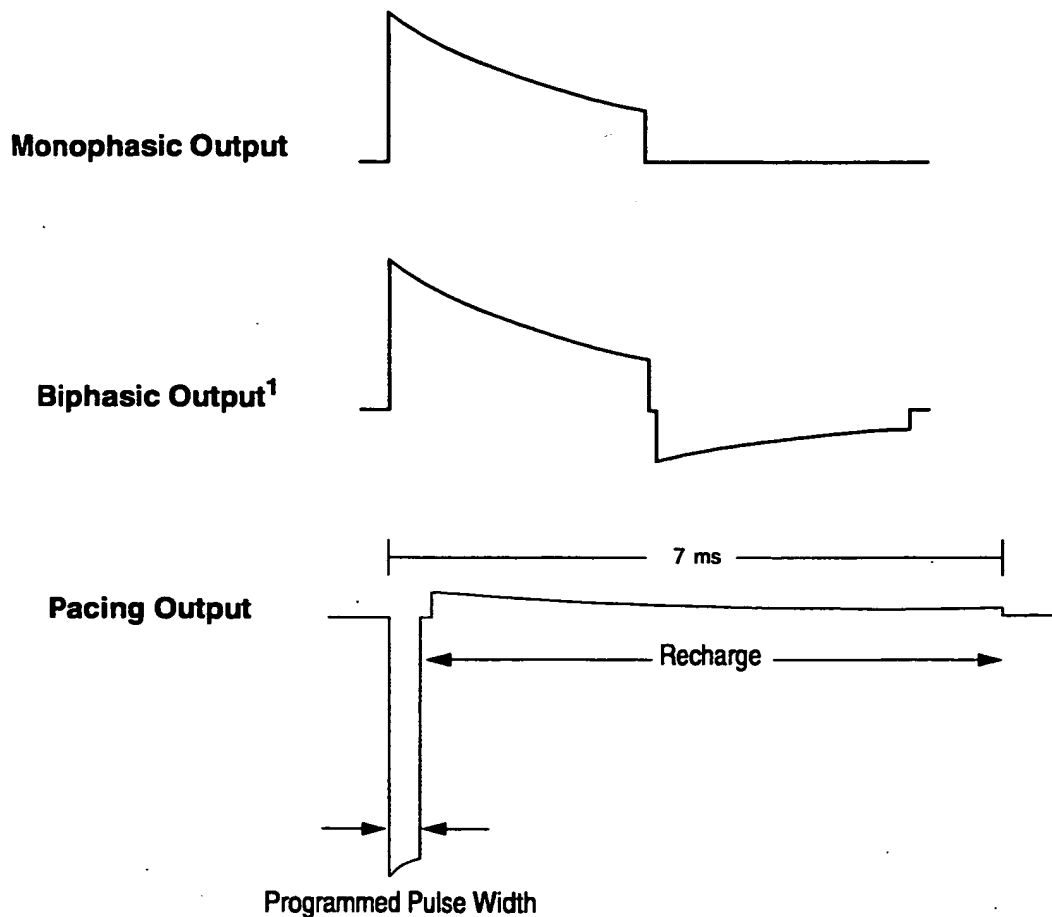 Monophasic Output
Biphasic Output¹
7 ms
Pacing Output
Recharge
Programmed Pulse Width